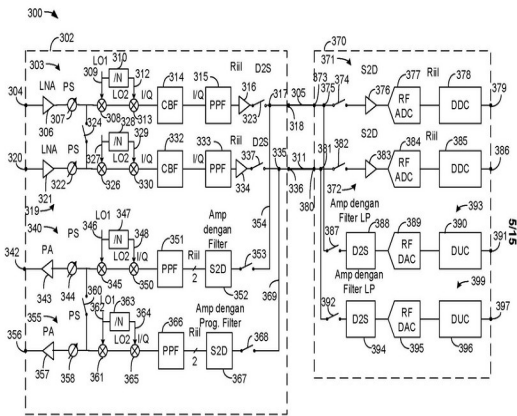 300
302
303
LO1
310
/N
309
312
314
315
Riil
D2S
304
LNA
PS
LO2
I/Q
CBF
PPF
316
317
305
306
307
308
313
323
318
324
328
LO1
/N
329
332
333
Riil
D2S
337
335
311
320
LNA
PS
327
LO2
I/Q
CBF
PPF
334
336
321
322
326
330
319
340
PS
LO1
347
/N
346
348
351
Riil
Amp dengan
Filter
354
342
LO2
I/Q
PPF
2
S2D
353
PA
343
344
345
350
352
360
355
PS
362
LO1
363
/N
364
366
Riil
Amp dengan
Prog. Filter
369
368
356
LO2
I/Q
PPF
2
S2D
PA
357
358
361
365
367
370
371
373
374
S2D
377
Riil
378
375
376
RF
ADC
DDC
379
381
382
S2D
384
Riil
385
380
383
RF
ADC
DDC
386
372
Amp dengan
Filter LP
388
389
390
393
387
D2S
RF
DAC
DUC
391
Amp dengan
Filter LP
399
392
D2S
RF
DAC
DUC
397
394
395
396
5/15